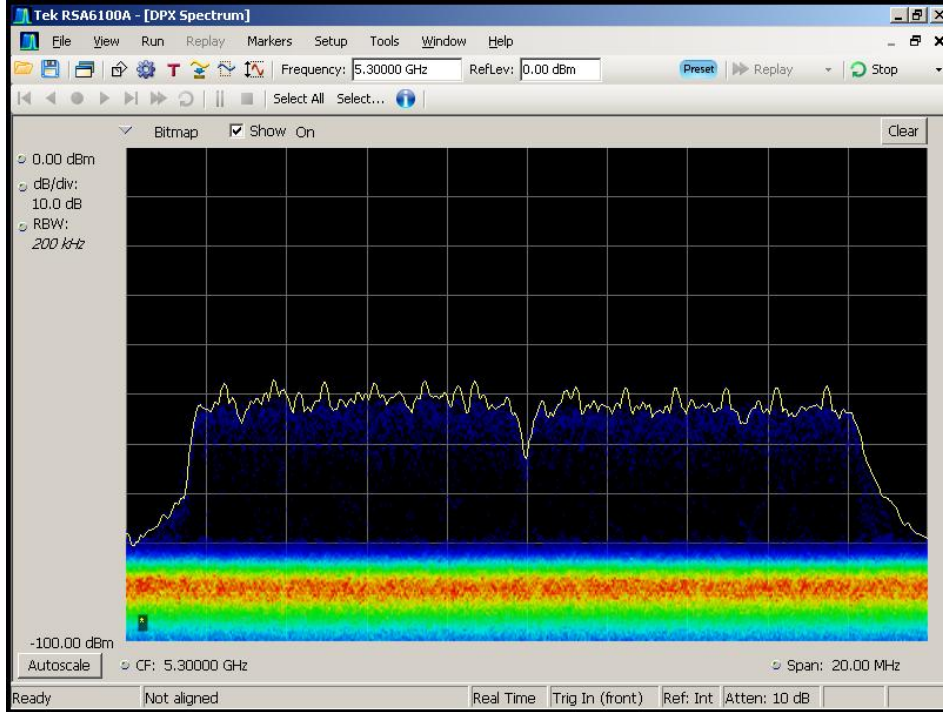 Tek RSA6100A - [DPX Spectrum]
File View Run Replay Markers Setup Tools Window Help
Frequency: 5.30000 GHz RefLev: 0.00 dBm Preset Replay Stop
Select All Select...
Bitmap Show On Clear
0.00 dBm
dB/div:
10.0 dB
RBW:
200 kHz
-100.00 dBm
Autoscale CF: 5.30000 GHz Span: 20.00 MHz
Ready Not aligned Real Time Trig In (front) Ref: Int Atten: 10 dB